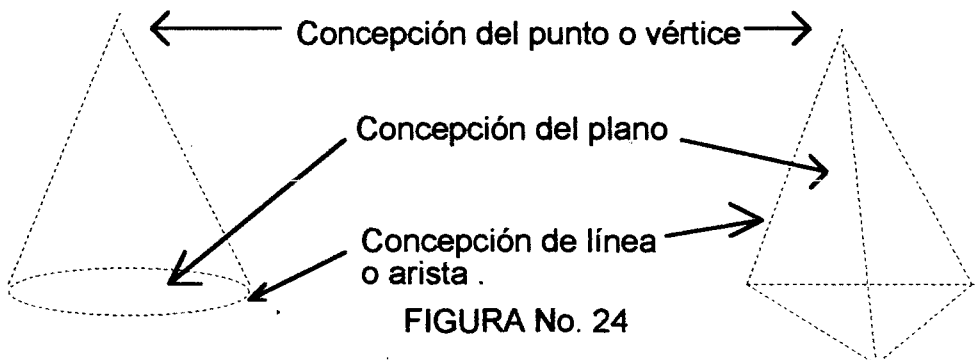 Concepción del punto o vértice
Concepción del plano
Concepción de línea
o arista .
FIGURA No. 24